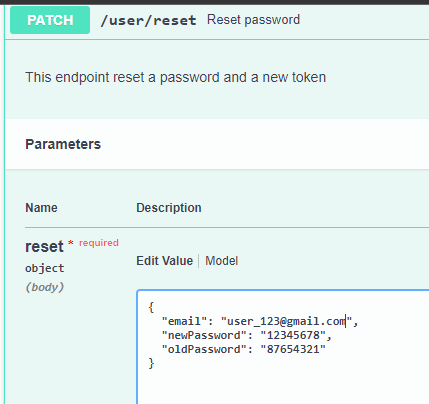 PATCH /user/reset Reset password
This endpoint reset a password and a new token
Parameters
Name Description
reset * required
object
(body)
Edit Value | Model
{
  "email": "user_123@gmail.com",
  "newPassword": "12345678",
  "oldPassword": "87654321"
}